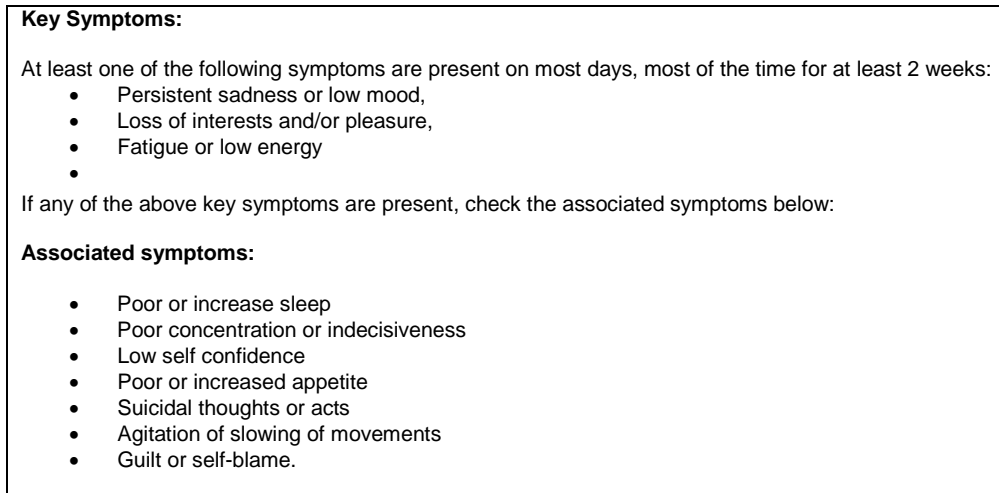 Key Symptoms:
At least one of the following symptoms are present on most days, most of the time for at least 2 weeks:
• Persistent sadness or low mood,
• Loss of interests and/or pleasure,
• Fatigue or low energy
•
If any of the above key symptoms are present, check the associated symptoms below:
Associated symptoms:
• Poor or increase sleep
• Poor concentration or indecisiveness
• Low self confidence
• Poor or increased appetite
• Suicidal thoughts or acts
• Agitation of slowing of movements
• Guilt or self-blame.